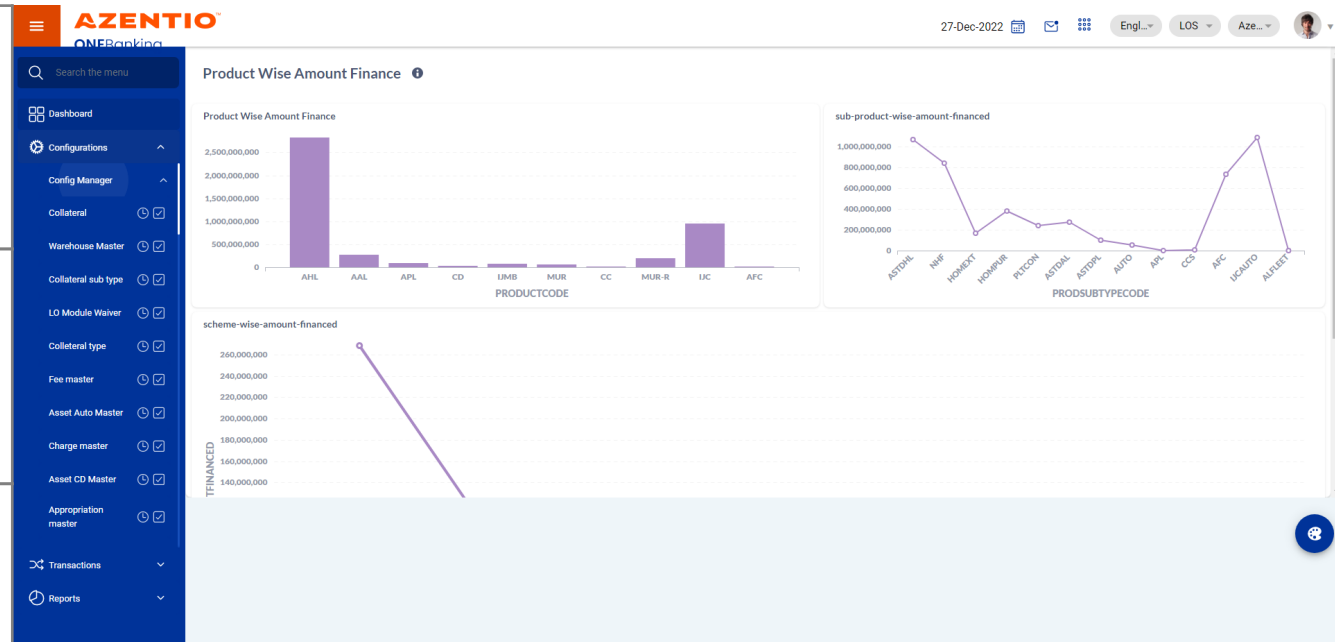 AZENTIO™
ONEBanking
27-Dec-2022
Engl...
LOS
Aze...
Search the menu
Dashboard
Configurations
Config Manager
Collateral
Warehouse Master
Collateral sub type
LO Module Waiver
Colleteral type
Fee master
Asset Auto Master
Charge master
Asset CD Master
Appropriation
master
Transactions
Reports
Product Wise Amount Finance
Product Wise Amount Finance
2,500,000,000
2,000,000,000
1,500,000,000
1,000,000,000
500,000,000
0
AHL AAL APL CD IJMB MUR CC MUR-R IJC AFC
PRODUCTCODE
sub-product-wise-amount-financed
1,000,000,000
800,000,000
600,000,000
400,000,000
200,000,000
0
ASTDHL NHF HOMEXT HOMPUR PLTCON ASTDAL ASTDPL AUTO APL CCS AFC IJCAUTO ALFLEET
PRODSUBTYPECODE
scheme-wise-amount-financed
260,000,000
240,000,000
220,000,000
200,000,000
180,000,000
160,000,000
140,000,000
TFINANCED